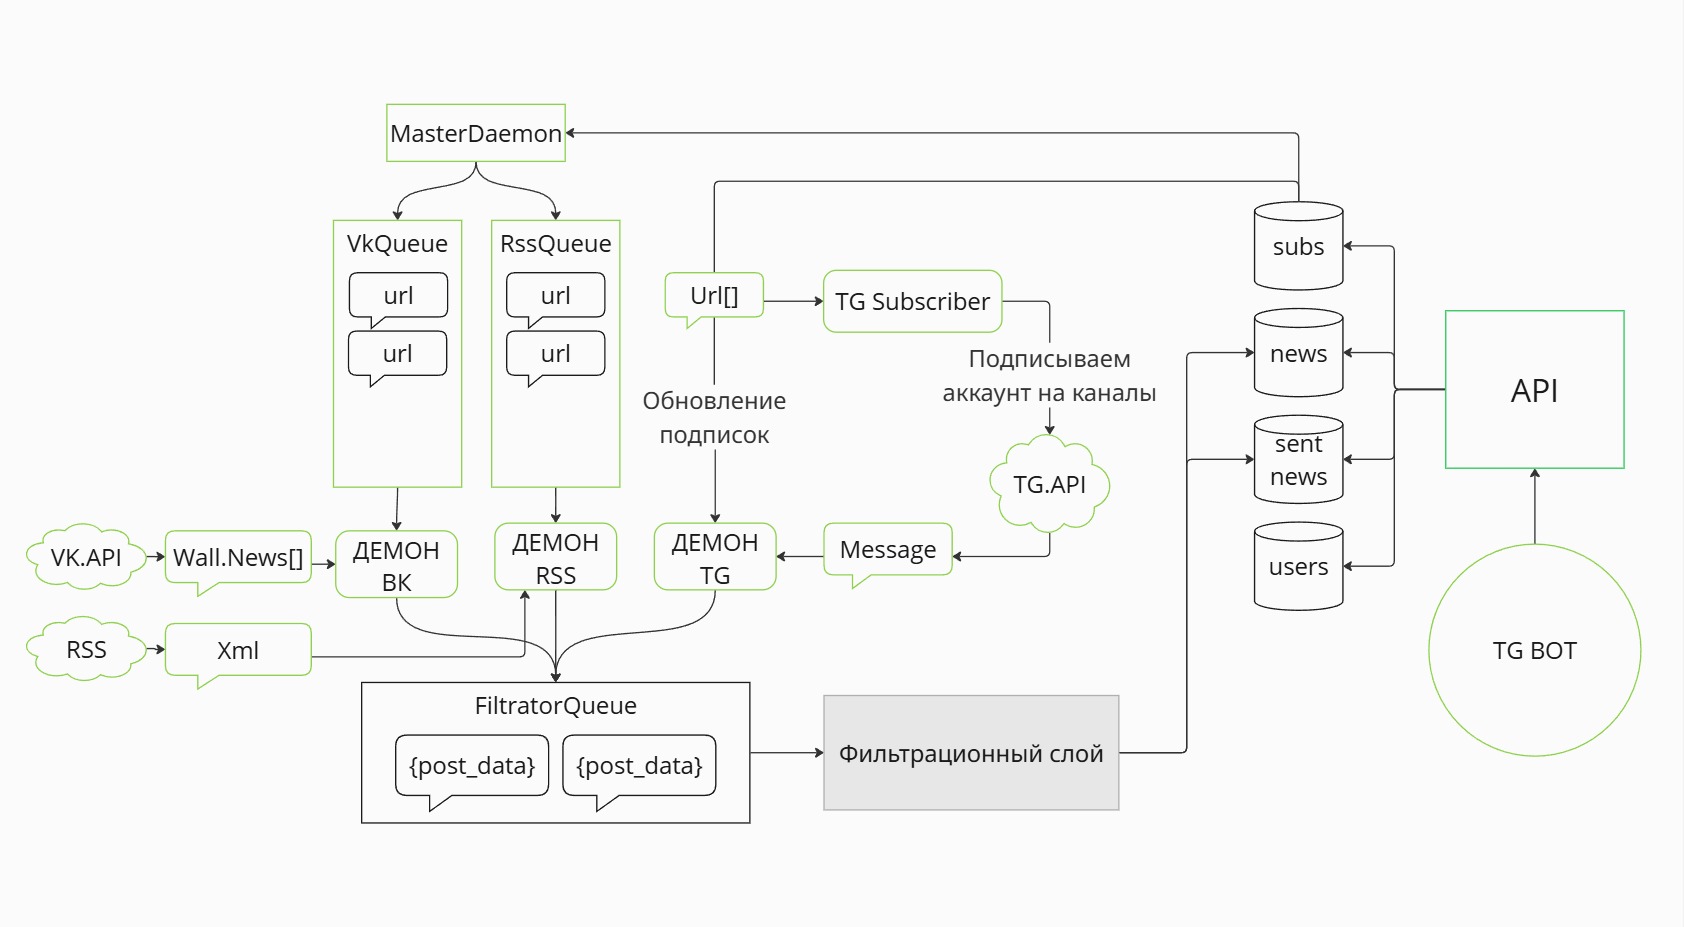 MasterDaemon
VkQueue
url
url
RssQueue
url
url
Url[]
TG Subscriber
Обновление
подписок
Подписываем
аккаунт на каналы
TG.API
Message
VK.API
Wall.News[]
ДЕМОН
ВК
ДЕМОН
RSS
ДЕМОН
TG
RSS
Xml
FiltratorQueue
{post_data}
{post_data}
Фильтрационный слой
subs
news
sent
news
users
API
TG BOT